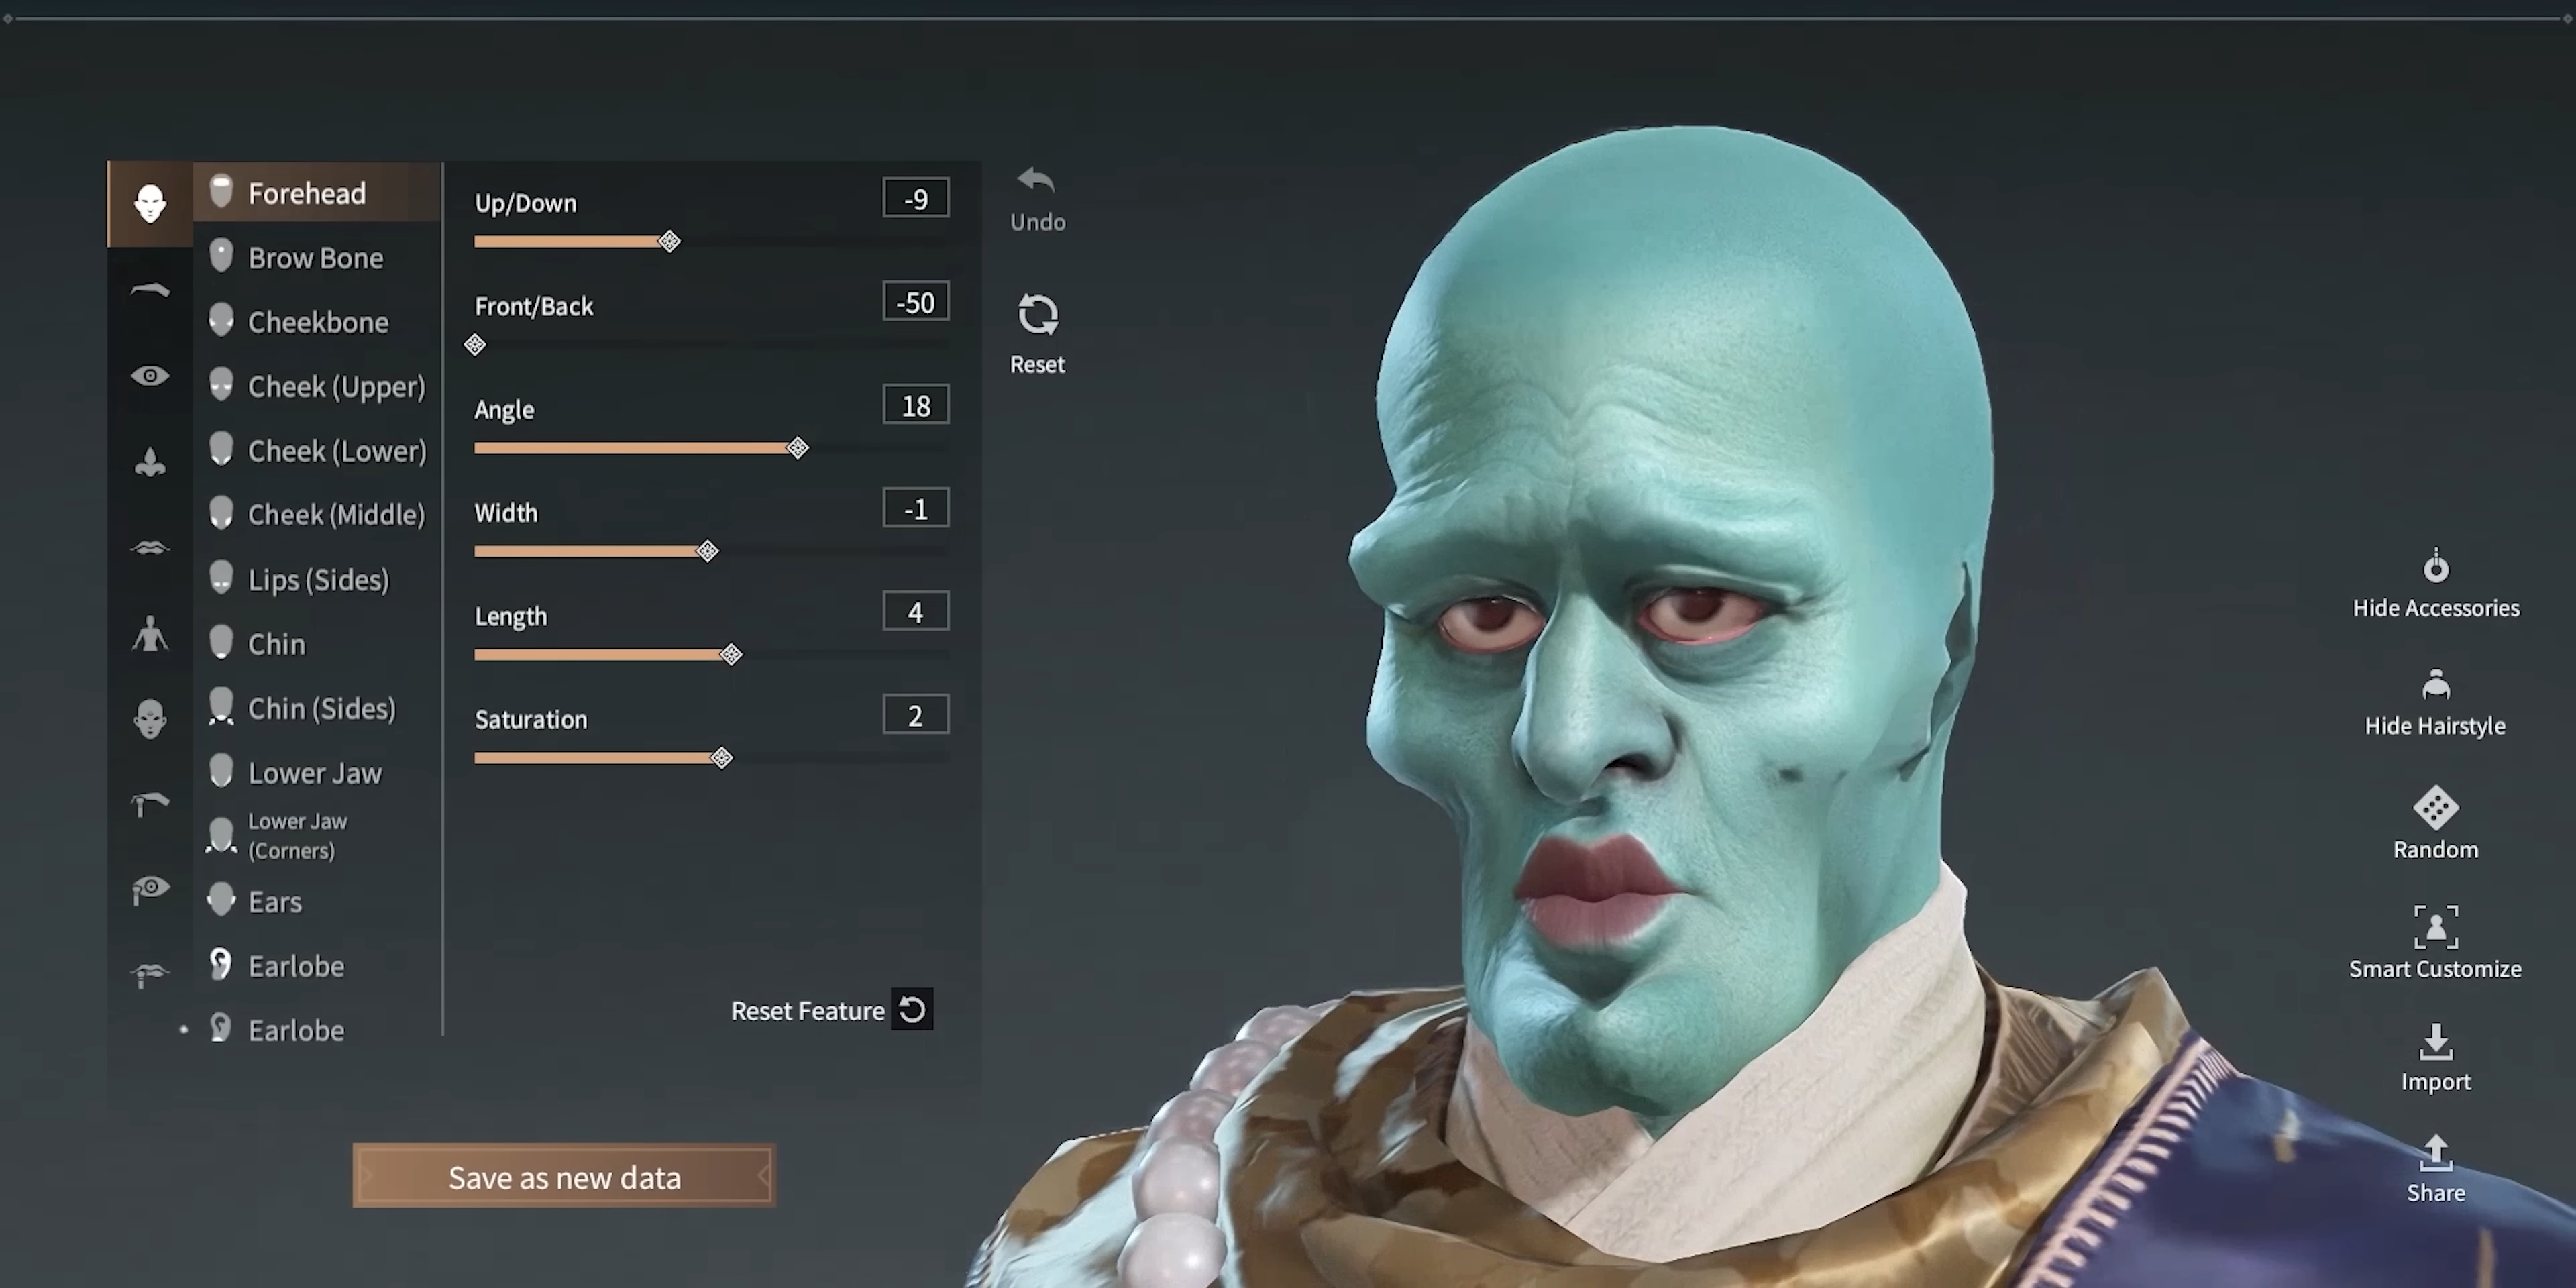 Forehead
Brow Bone
Cheekbone
Cheek (Upper)
Cheek (Lower)
Cheek (Middle)
Lips (Sides)
Chin
Chin (Sides)
Lower Jaw
Lower Jaw
(Corners)
Ears
Earlobe
Earlobe
Up/Down -9
Front/Back -50
Angle 18
Width -1
Length 4
Saturation 2
Reset Feature
Save as new data
Undo
Reset
Hide Accessories
Hide Hairstyle
Random
Smart Customize
Import
Share